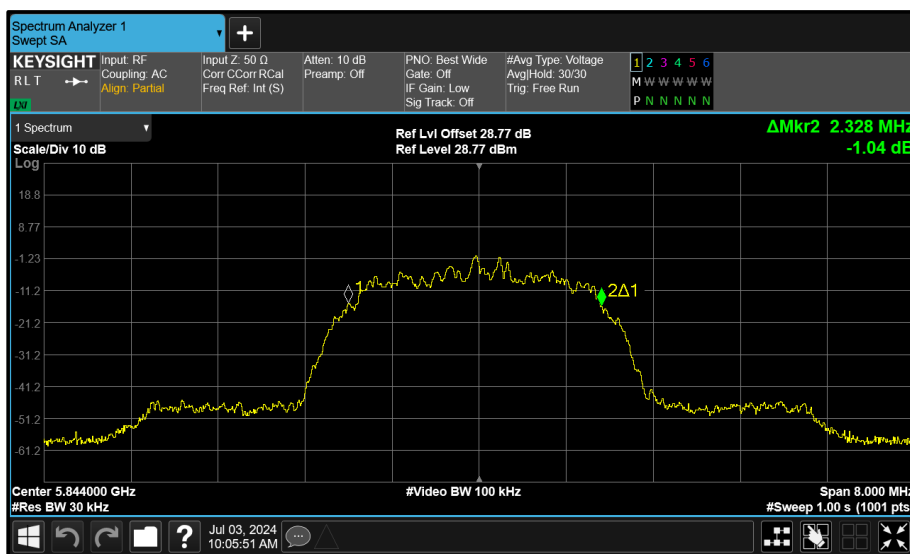 Spectrum Analyzer 1
Swept SA
KEYSIGHT
RLT
LXI
Input: RF
Coupling: AC
Align: Partial
Input Z: 50 Ω
Corr CCorr RCal
Freq Ref: Int (S)
Atten: 10 dB
Preamp: Off
PNO: Best Wide
Gate: Off
IF Gain: Low
Sig Track: Off
#Avg Type: Voltage
Avg|Hold: 30/30
Trig: Free Run
1 2 3 4 5 6
M W W W W W
P N N N N N
1 Spectrum
Scale/Div 10 dB
Log
Ref Lvl Offset 28.77 dB
Ref Level 28.77 dBm
ΔMkr2 2.328 MHz
-1.04 dB
18.8
8.77
-1.23
-11.2
-21.2
-31.2
-41.2
-51.2
-61.2
1
2Δ1
Center 5.844000 GHz
#Res BW 30 kHz
#Video BW 100 kHz
Span 8.000 MHz
#Sweep 1.00 s (1001 pts
?
Jul 03, 2024
10:05:51 AM